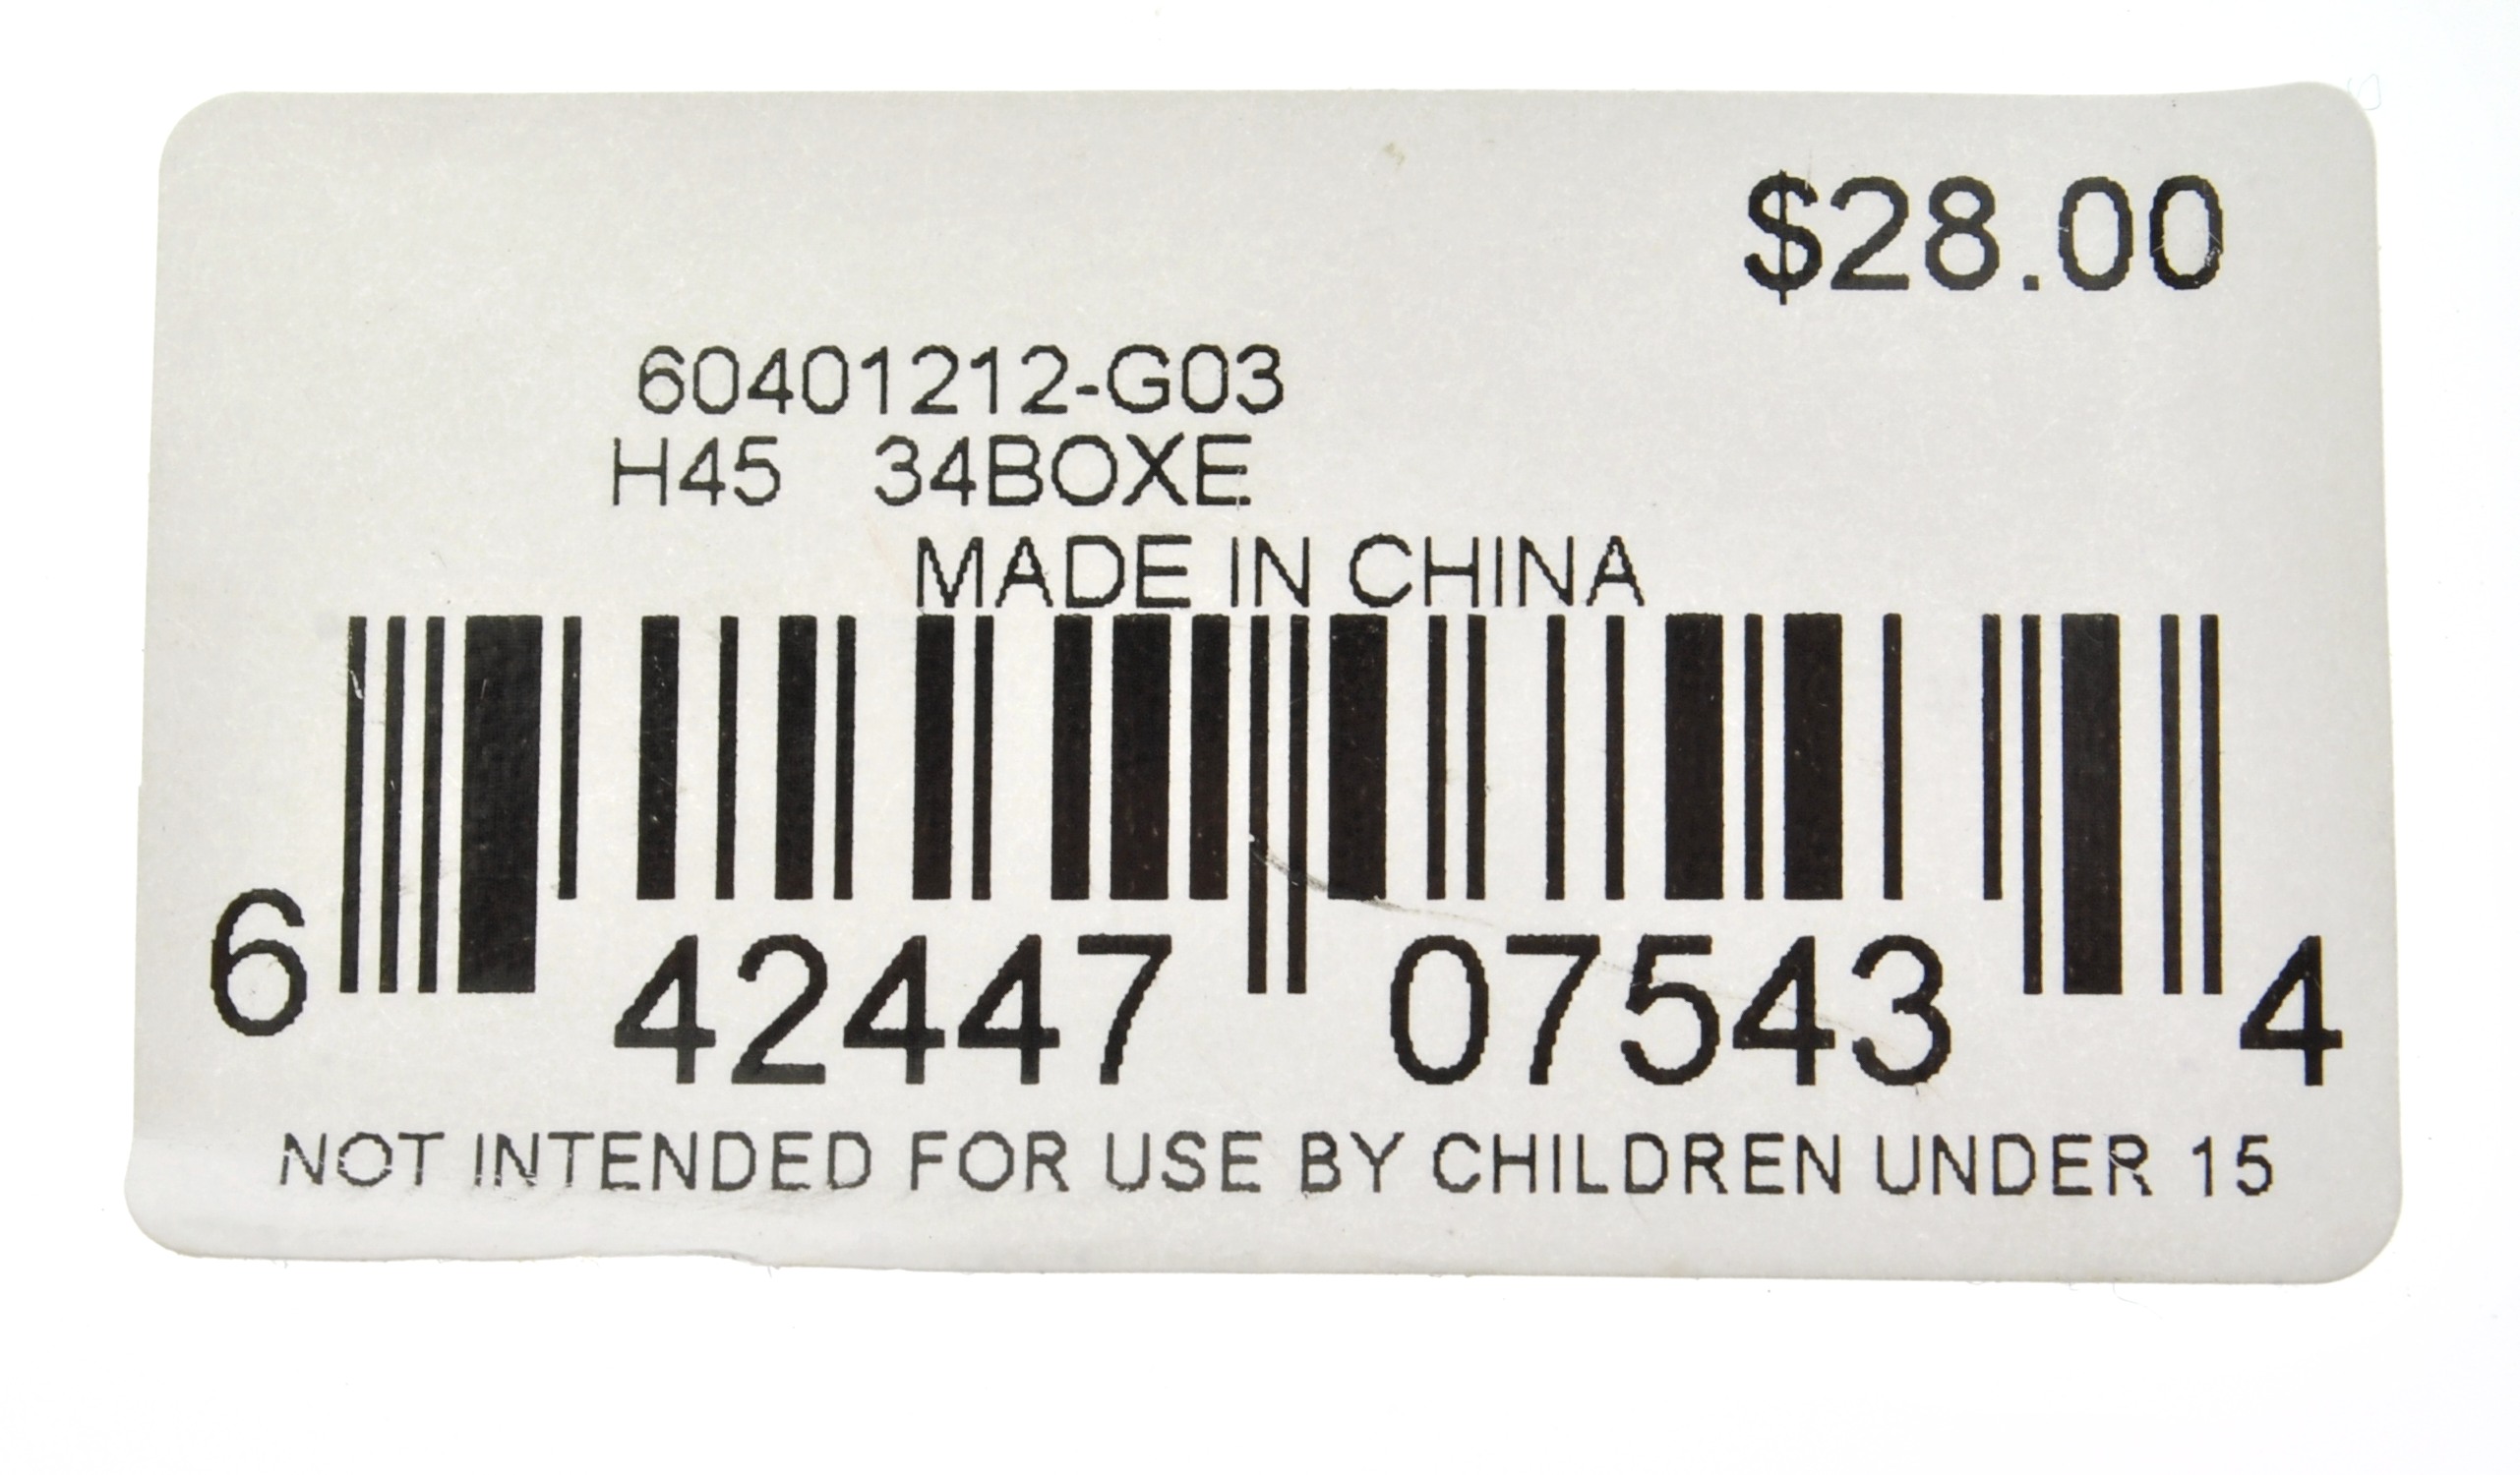 $28.00
60401212-G03
H45 34BOXE
MADE IN CHINA
6 42447 07543 4
NOT INTENDED FOR USE BY CHILDREN UNDER 15